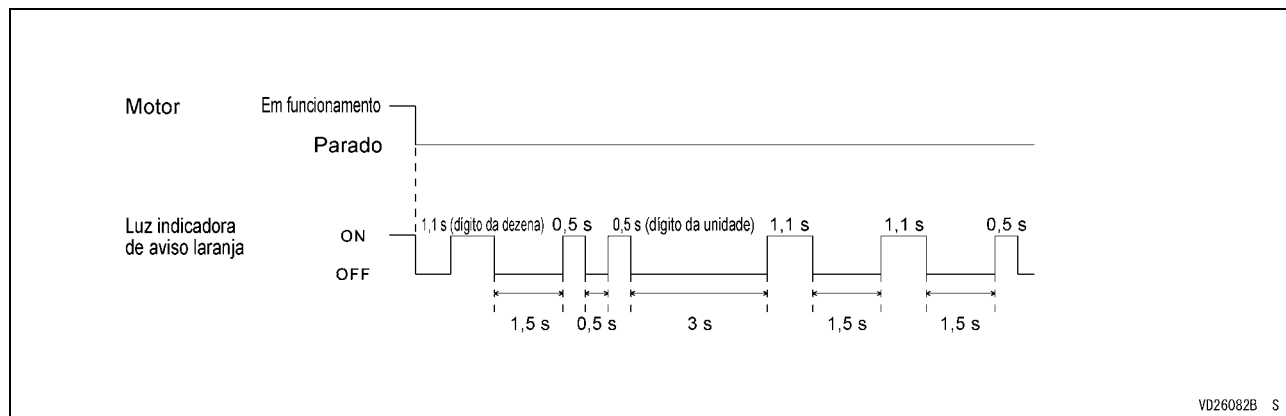 Motor
Em funcionamento
Parado
Luz indicadora
de aviso laranja
ON
OFF
1,1 s (dígito da dezena)
0,5 s
0,5 s (dígito da unidade)
1,1 s
1,1 s
0,5 s
1,5 s
0,5 s
3 s
1,5 s
1,5 s
VD26082B S